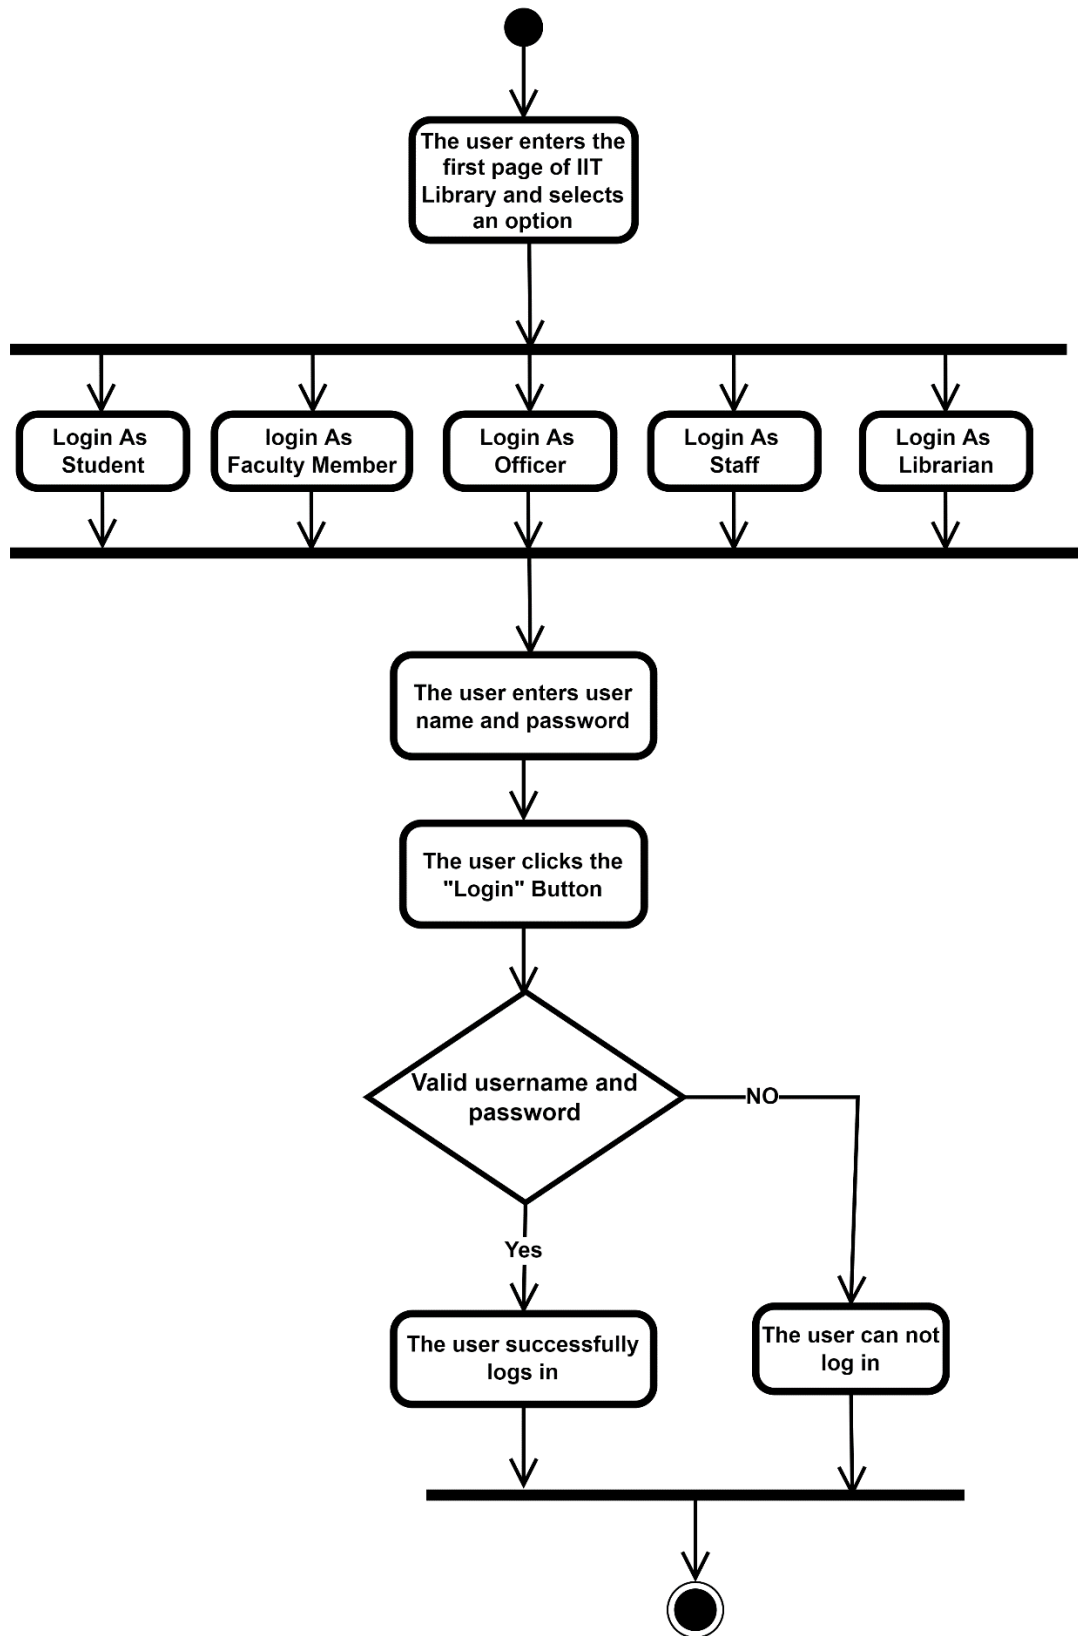 The user enters the
first page of IIT
Library and selects
an option
Login As
Student
login As
Faculty Member
Login As
Officer
Login As
Staff
Login As
Librarian
The user enters user
name and password
The user clicks the
"Login" Button
Valid username and
password
NO
Yes
The user successfully
logs in
The user can not
log in